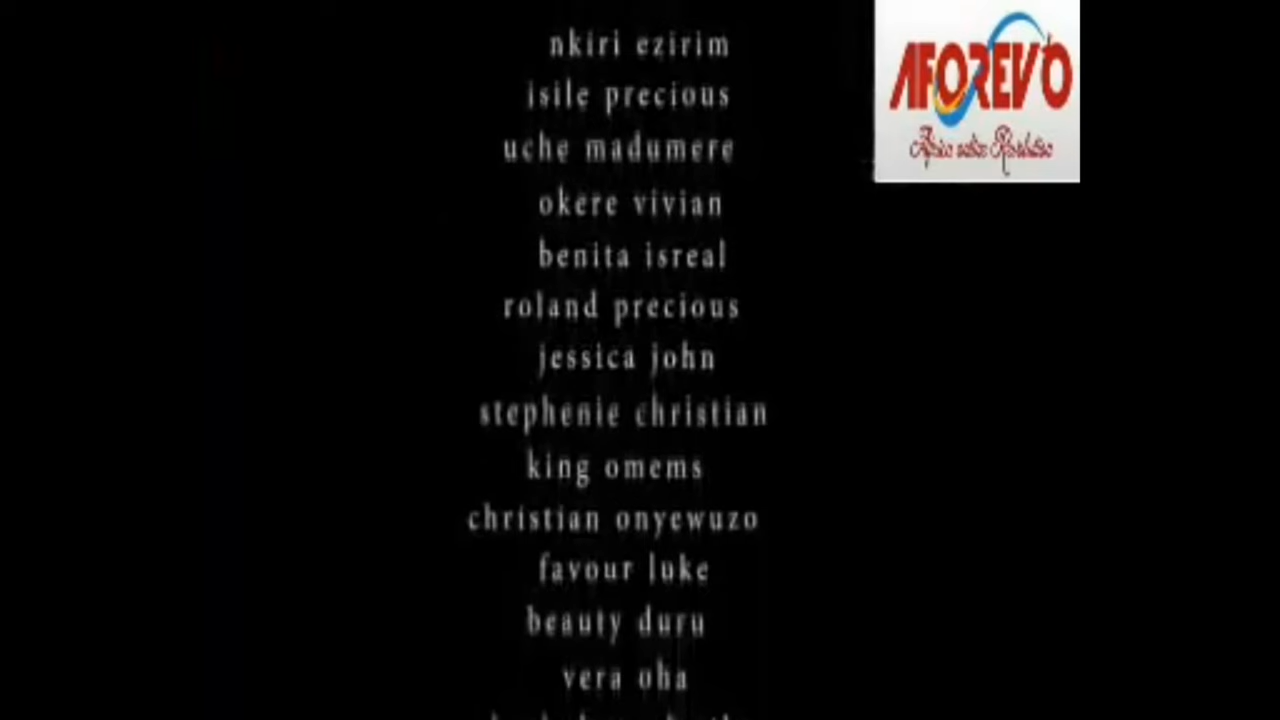 nkiri ezirim
isile precious
uche madumere
okere vivian
benita isreal
roland precious
jessica john
stephenie christian
king omems
christian onyewuzo
favour luke
beauty duru
vera oha
AFOREVO